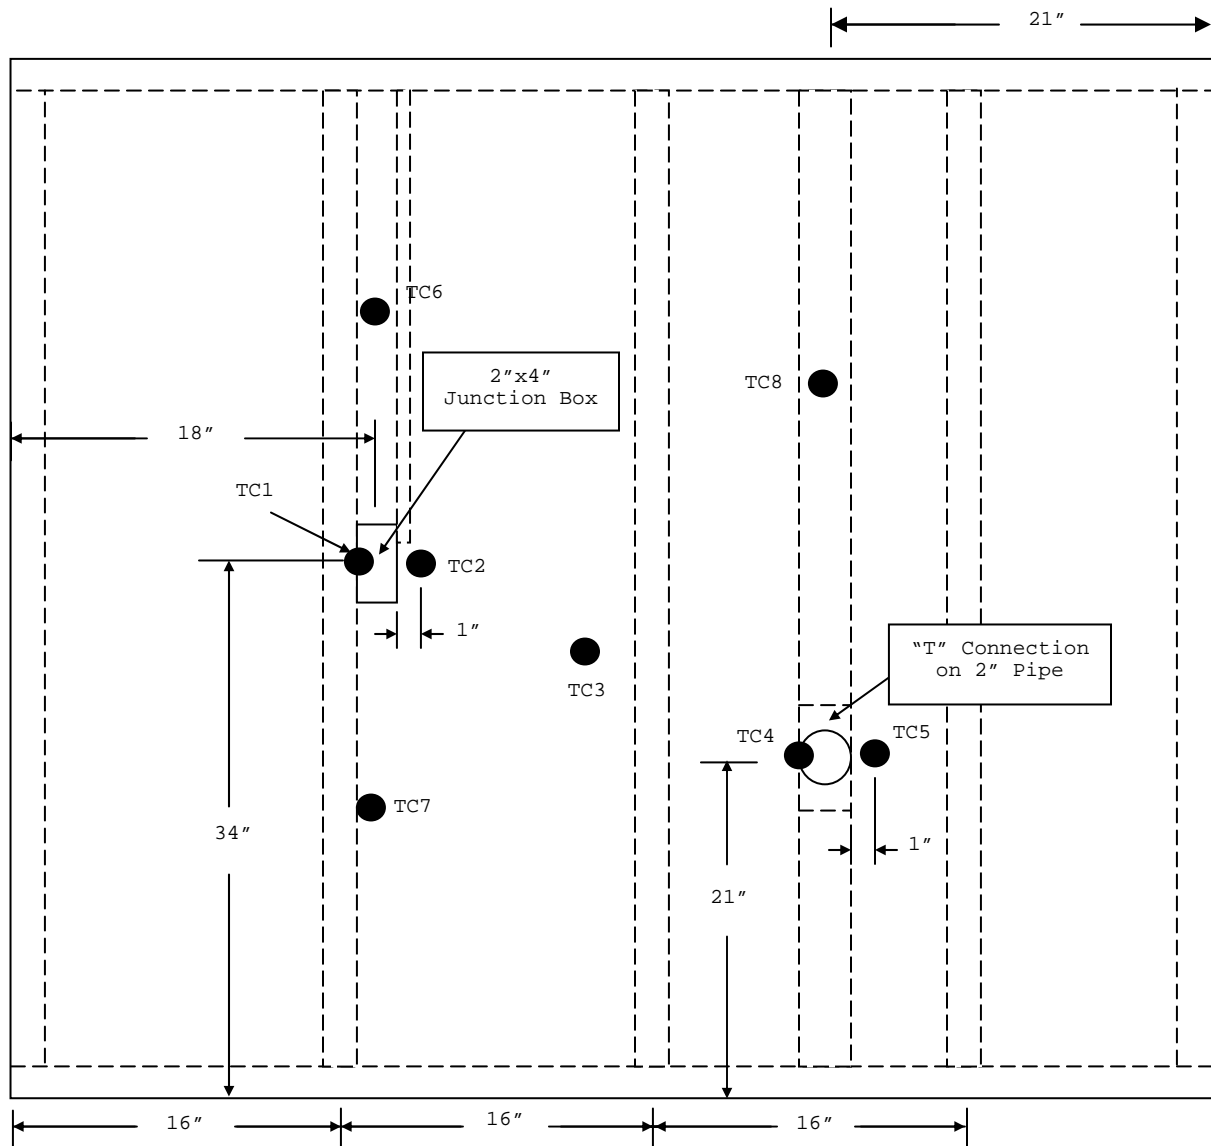 21″
TC6
2″x4″
Junction Box
TC8
18″
TC1
TC2
1″
“T” Connection
on 2″ Pipe
TC3
TC4
TC5
TC7
34″
1″
21″
16″
16″
16″